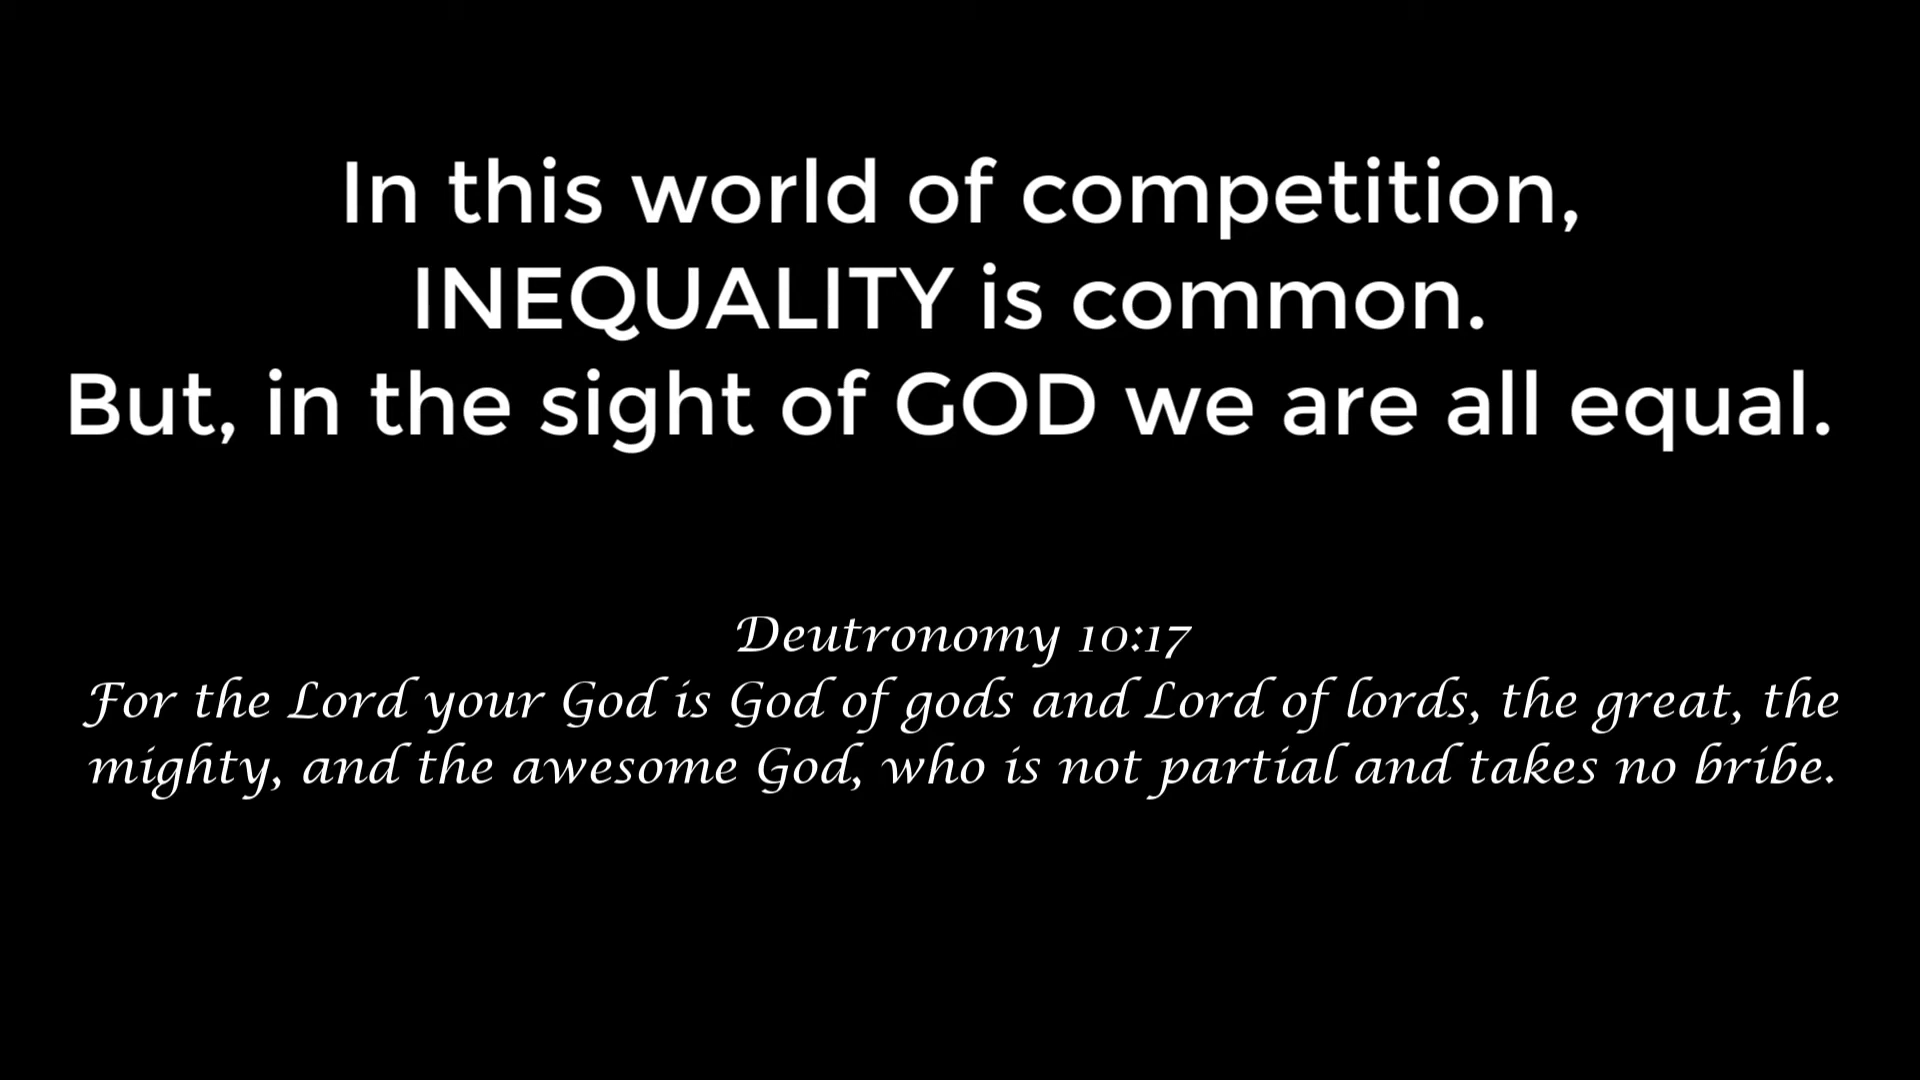 In this world of competition,
INEQUALITY is common.
But, in the sight of GOD we are all equal.
Deutronomy 10:17
For the Lord your God is God of gods and Lord of lords, the great, the
mighty, and the awesome God, who is not partial and takes no bribe.